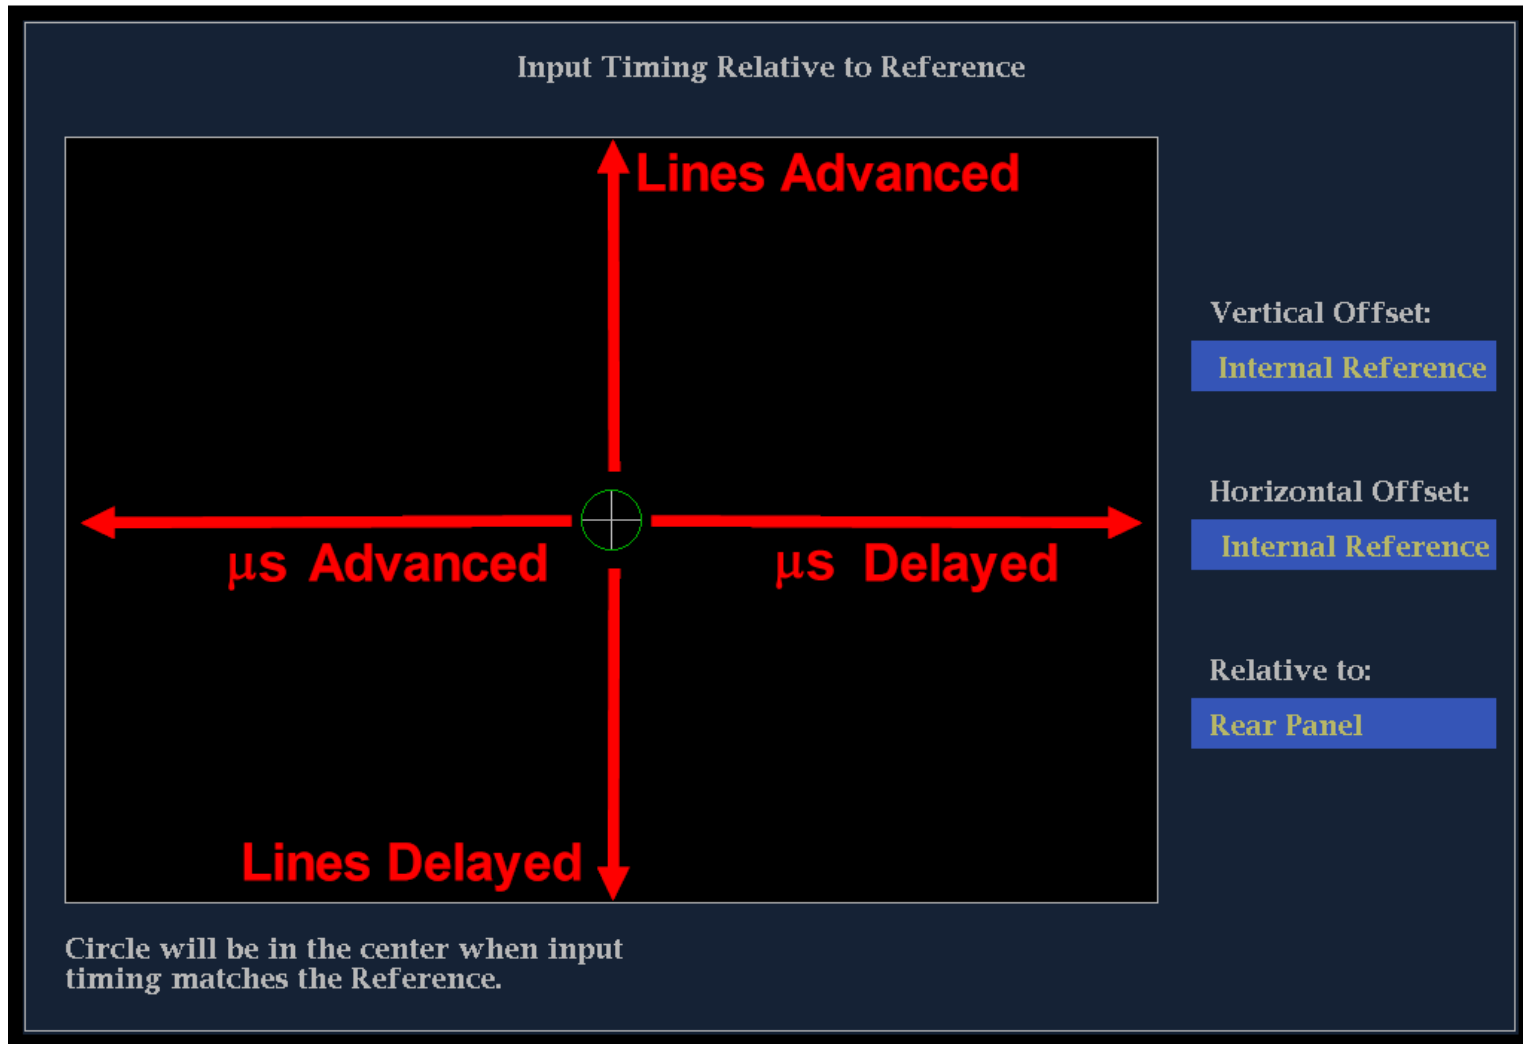 Input Timing Relative to Reference
Lines Advanced
µs Advanced
µs Delayed
Lines Delayed
Vertical Offset:
Internal Reference
Horizontal Offset:
Internal Reference
Relative to:
Rear Panel
Circle will be in the center when input
timing matches the Reference.